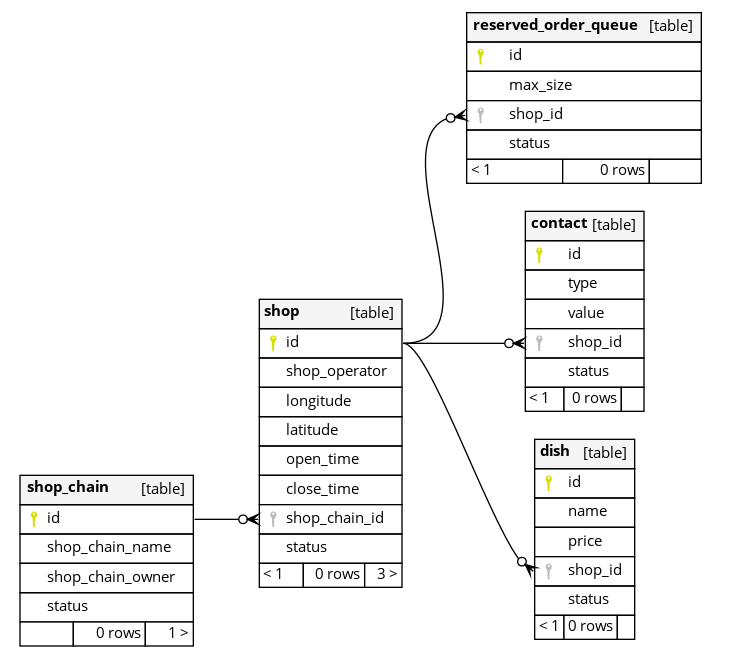 reserved_order_queue [table]
id
max_size
shop_id
status
< 1 0 rows
contact [table]
id
type
value
shop_id
status
< 1 0 rows
shop [table]
id
shop_operator
longitude
latitude
open_time
close_time
shop_chain_id
status
< 1 0 rows 3 >
dish [table]
id
name
price
shop_id
status
< 1 0 rows
shop_chain [table]
id
shop_chain_name
shop_chain_owner
status
0 rows 1 >